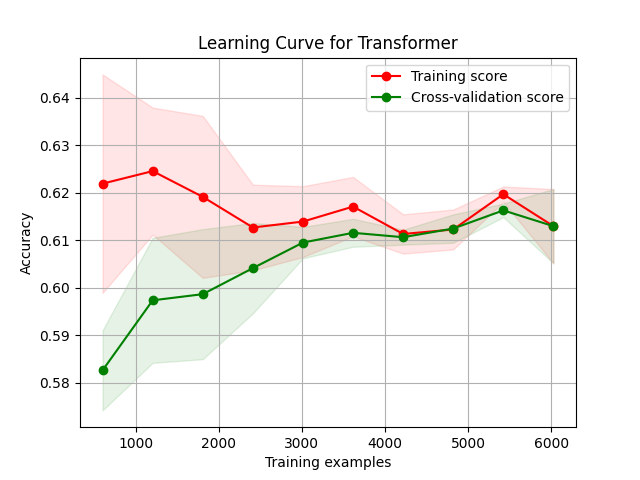 Learning Curve for Transformer
Training score
Cross-validation score
0.64
0.63
0.62
0.61
0.60
0.59
0.58
Accuracy
1000 2000 3000 4000 5000 6000
Training examples